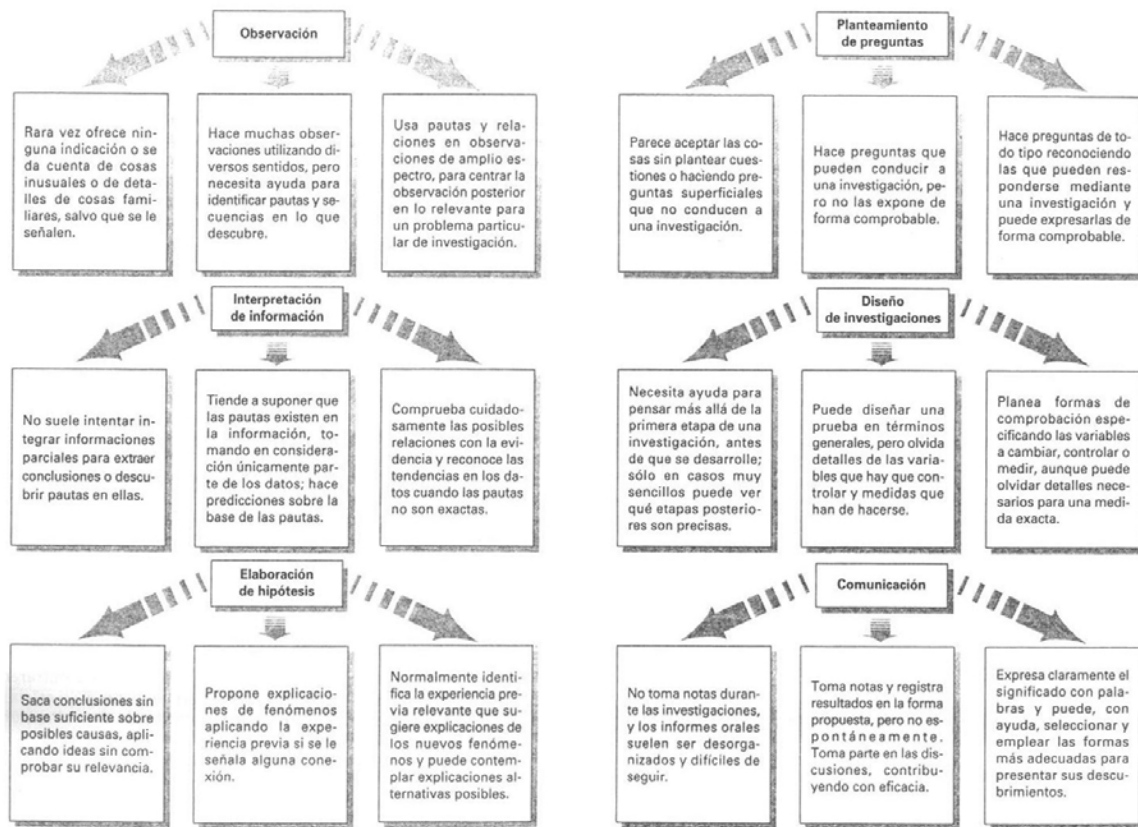 Observación
Rara vez ofrece nin-
guna indicación o se
da cuenta de cosas
inusuales o de deta-
lles de cosas fami-
liares, salvo que se le
señalen.
Hace muchas obser-
vaciones utilizando di-
versos sentidos, pero
necesita ayuda para
identificar pautas y se-
cuencias en lo que
descubre.
Usa pautas y rela-
ciones en observa-
ciones de amplio es-
pectro, para centrar la
observación posterior
en lo relevante para
un problema particu-
lar de investigación.
Interpretación
de información
No suele intentar in-
tegrar informaciones
parciales para extraer
conclusiones o descu-
brir pautas en ellas.
Tiende a suponer que
las pautas existen en
la información, to-
mando en conside-
ración únicamente par-
te de los datos; hace
predicciones sobre la
base de las pautas.
Comprueba cuidado-
samente las posibles
relaciones con la evi-
dencia y reconoce las
tendencias en los da-
tos cuando las pautas
no son exactas.
Elaboración
de hipótesis
Saca conclusiones sin
base suficiente sobre
posibles causas, apli-
cando ideas sin com-
probar su relevancia.
Propone explicacio-
nes de fenómenos
aplicando la expe-
riencia previa si se le
señala alguna cone-
xión.
Normalmente identi-
fica la experiencia pre-
via relevante que su-
giere explicaciones de
los nuevos fenóme-
nos y puede contem-
plar explicaciones al-
ternativas posibles.
Planteamiento
de preguntas
Parece aceptar las co-
sas sin plantear cues-
tiones o haciendo pre-
guntas superficiales
que no conducen a
una investigación.
Hace preguntas que
pueden conducir a
una investigación, pe-
ro no las expone de
forma comprobable.
Hace preguntas de to-
do tipo reconociendo
las que pueden res-
ponderse mediante
una investigación y
puede expresarlas de
forma comprobable.
Diseño
de investigaciones
Necesita ayuda para
pensar más allá de la
primera etapa de una
investigación, antes
de que se desarrolle;
sólo en casos muy
sencillos puede ver
qué etapas posterio-
res son precisas.
Puede diseñar una
prueba en términos
generales, pero olvida
detalles de las varia-
bles que hay que con-
trolar y medidas que
han de hacerse.
Planea formas de
comprobación espe-
cificando las variables
a cambiar, controlar o
medir, aunque puede
olvidar detalles nece-
sarios para una medi-
da exacta.
Comunicación
No toma notas duran-
te las investigaciones,
y los informes orales
suelen ser desorga-
nizados y difíciles de
seguir.
Toma notas y registra
resultados en la forma
propuesta, pero no es-
pontáneamente.
Toma parte en las dis-
cusiones, contribu-
yendo con eficacia.
Expresa claramente el
significado con pala-
bras y puede, con
ayuda, seleccionar y
emplear las formas
más adecuadas para
presentar sus descu-
brimientos.